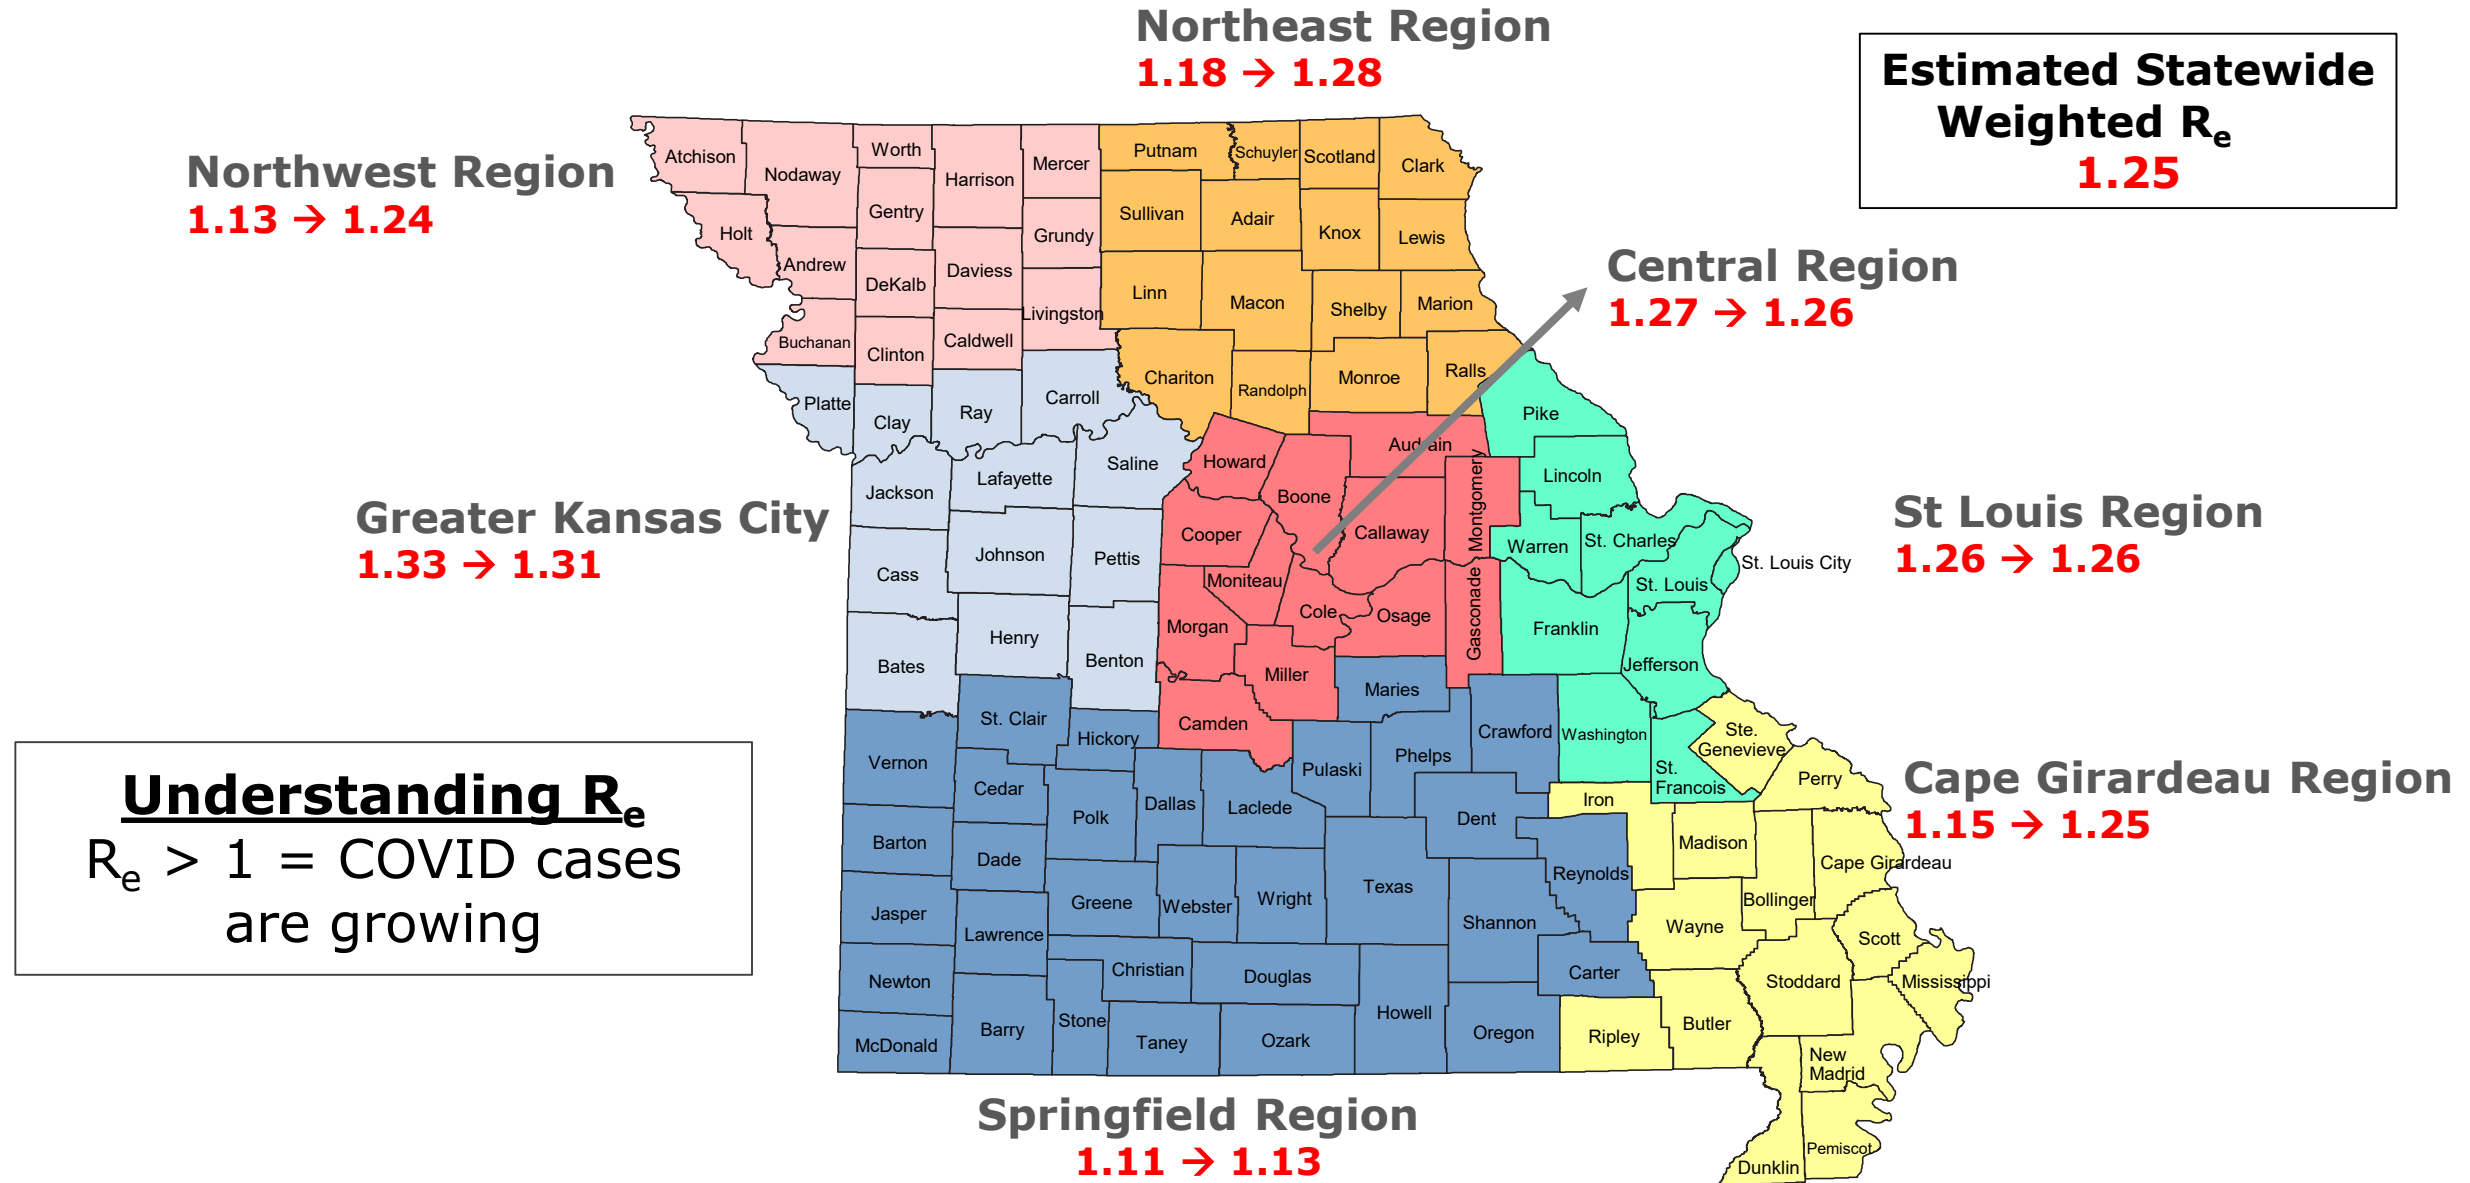 Northeast Region
1.18 → 1.28
Estimated Statewide
Weighted Re
1.25
Northwest Region
1.13 → 1.24
Central Region
1.27 → 1.26
Greater Kansas City
1.33 → 1.31
St Louis Region
1.26 → 1.26
Understanding Re
Re > 1 = COVID cases
are growing
Cape Girardeau Region
1.15 → 1.25
Springfield Region
1.11 → 1.13
Atchison
Nodaway
Worth
Harrison
Mercer
Gentry
Holt
Andrew
DeKalb
Daviess
Grundy
Livingston
Buchanan
Clinton
Caldwell
Putnam
Schuyler
Scotland
Clark
Sullivan
Adair
Knox
Lewis
Linn
Macon
Shelby
Marion
Chariton
Randolph
Monroe
Ralls
Platte
Clay
Ray
Carroll
Jackson
Lafayette
Saline
Cass
Johnson
Pettis
Bates
Henry
Benton
Howard
Boone
Audrain
Cooper
Callaway
Montgomery
Moniteau
Cole
Osage
Gasconade
Morgan
Miller
Camden
Pike
Lincoln
Warren
St. Charles
St. Louis City
St. Louis
Franklin
Jefferson
Washington
St.
Francois
St. Clair
Hickory
Maries
Crawford
Vernon
Cedar
Polk
Dallas
Laclede
Pulaski
Phelps
Dent
Barton
Dade
Greene
Webster
Wright
Texas
Reynolds
Shannon
Jasper
Lawrence
Christian
Douglas
Carter
Newton
McDonald
Barry
Stone
Taney
Ozark
Howell
Oregon
Ste.
Genevieve
Perry
Iron
Madison
Cape Girardeau
Bollinger
Wayne
Scott
Mississippi
Stoddard
Butler
Ripley
New
Madrid
Pemiscot
Dunklin